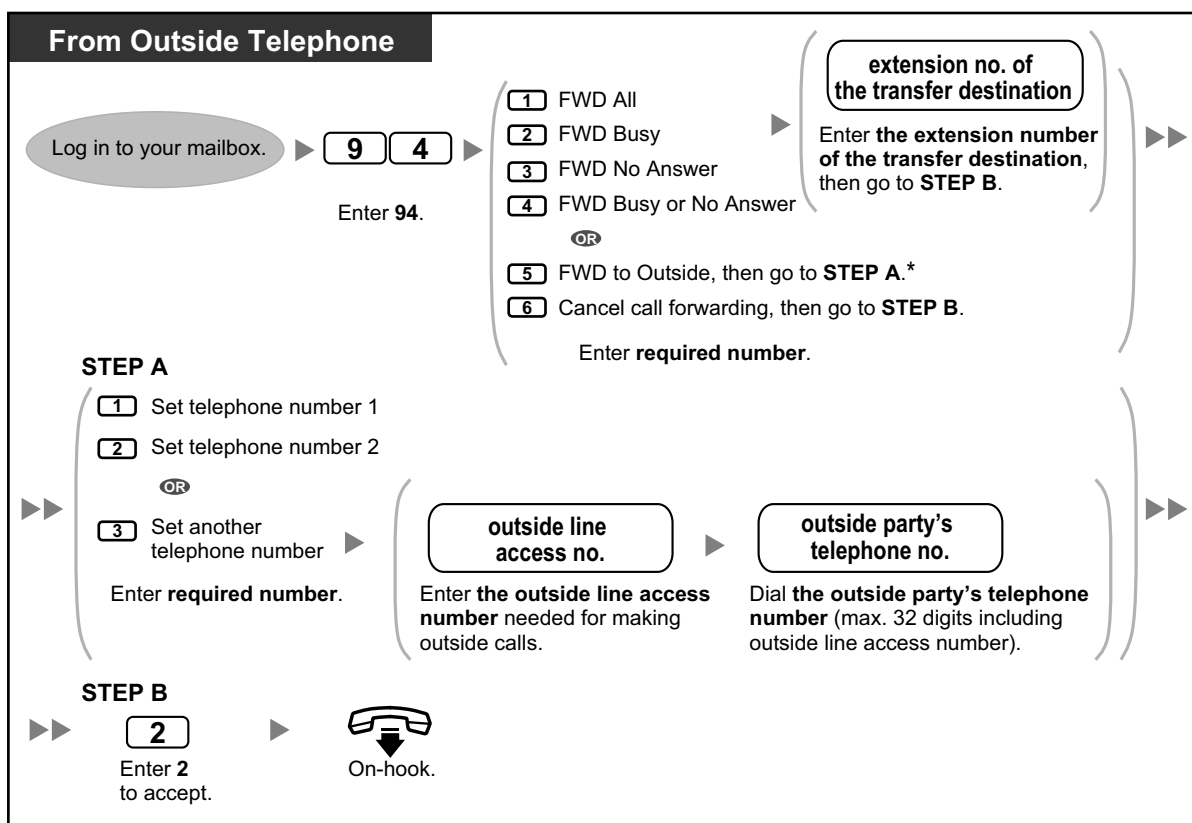 From Outside Telephone
Log in to your mailbox.
9 4
Enter 94.
1 FWD All
2 FWD Busy
3 FWD No Answer
4 FWD Busy or No Answer
OR
5 FWD to Outside, then go to STEP A.*
6 Cancel call forwarding, then go to STEP B.
Enter required number.
extension no. of
the transfer destination
Enter the extension number
of the transfer destination,
then go to STEP B.
STEP A
1 Set telephone number 1
2 Set telephone number 2
OR
3 Set another
telephone number
Enter required number.
outside line
access no.
Enter the outside line access
number needed for making
outside calls.
outside party's
telephone no.
Dial the outside party's telephone
number (max. 32 digits including
outside line access number).
STEP B
2
Enter 2
to accept.
On-hook.